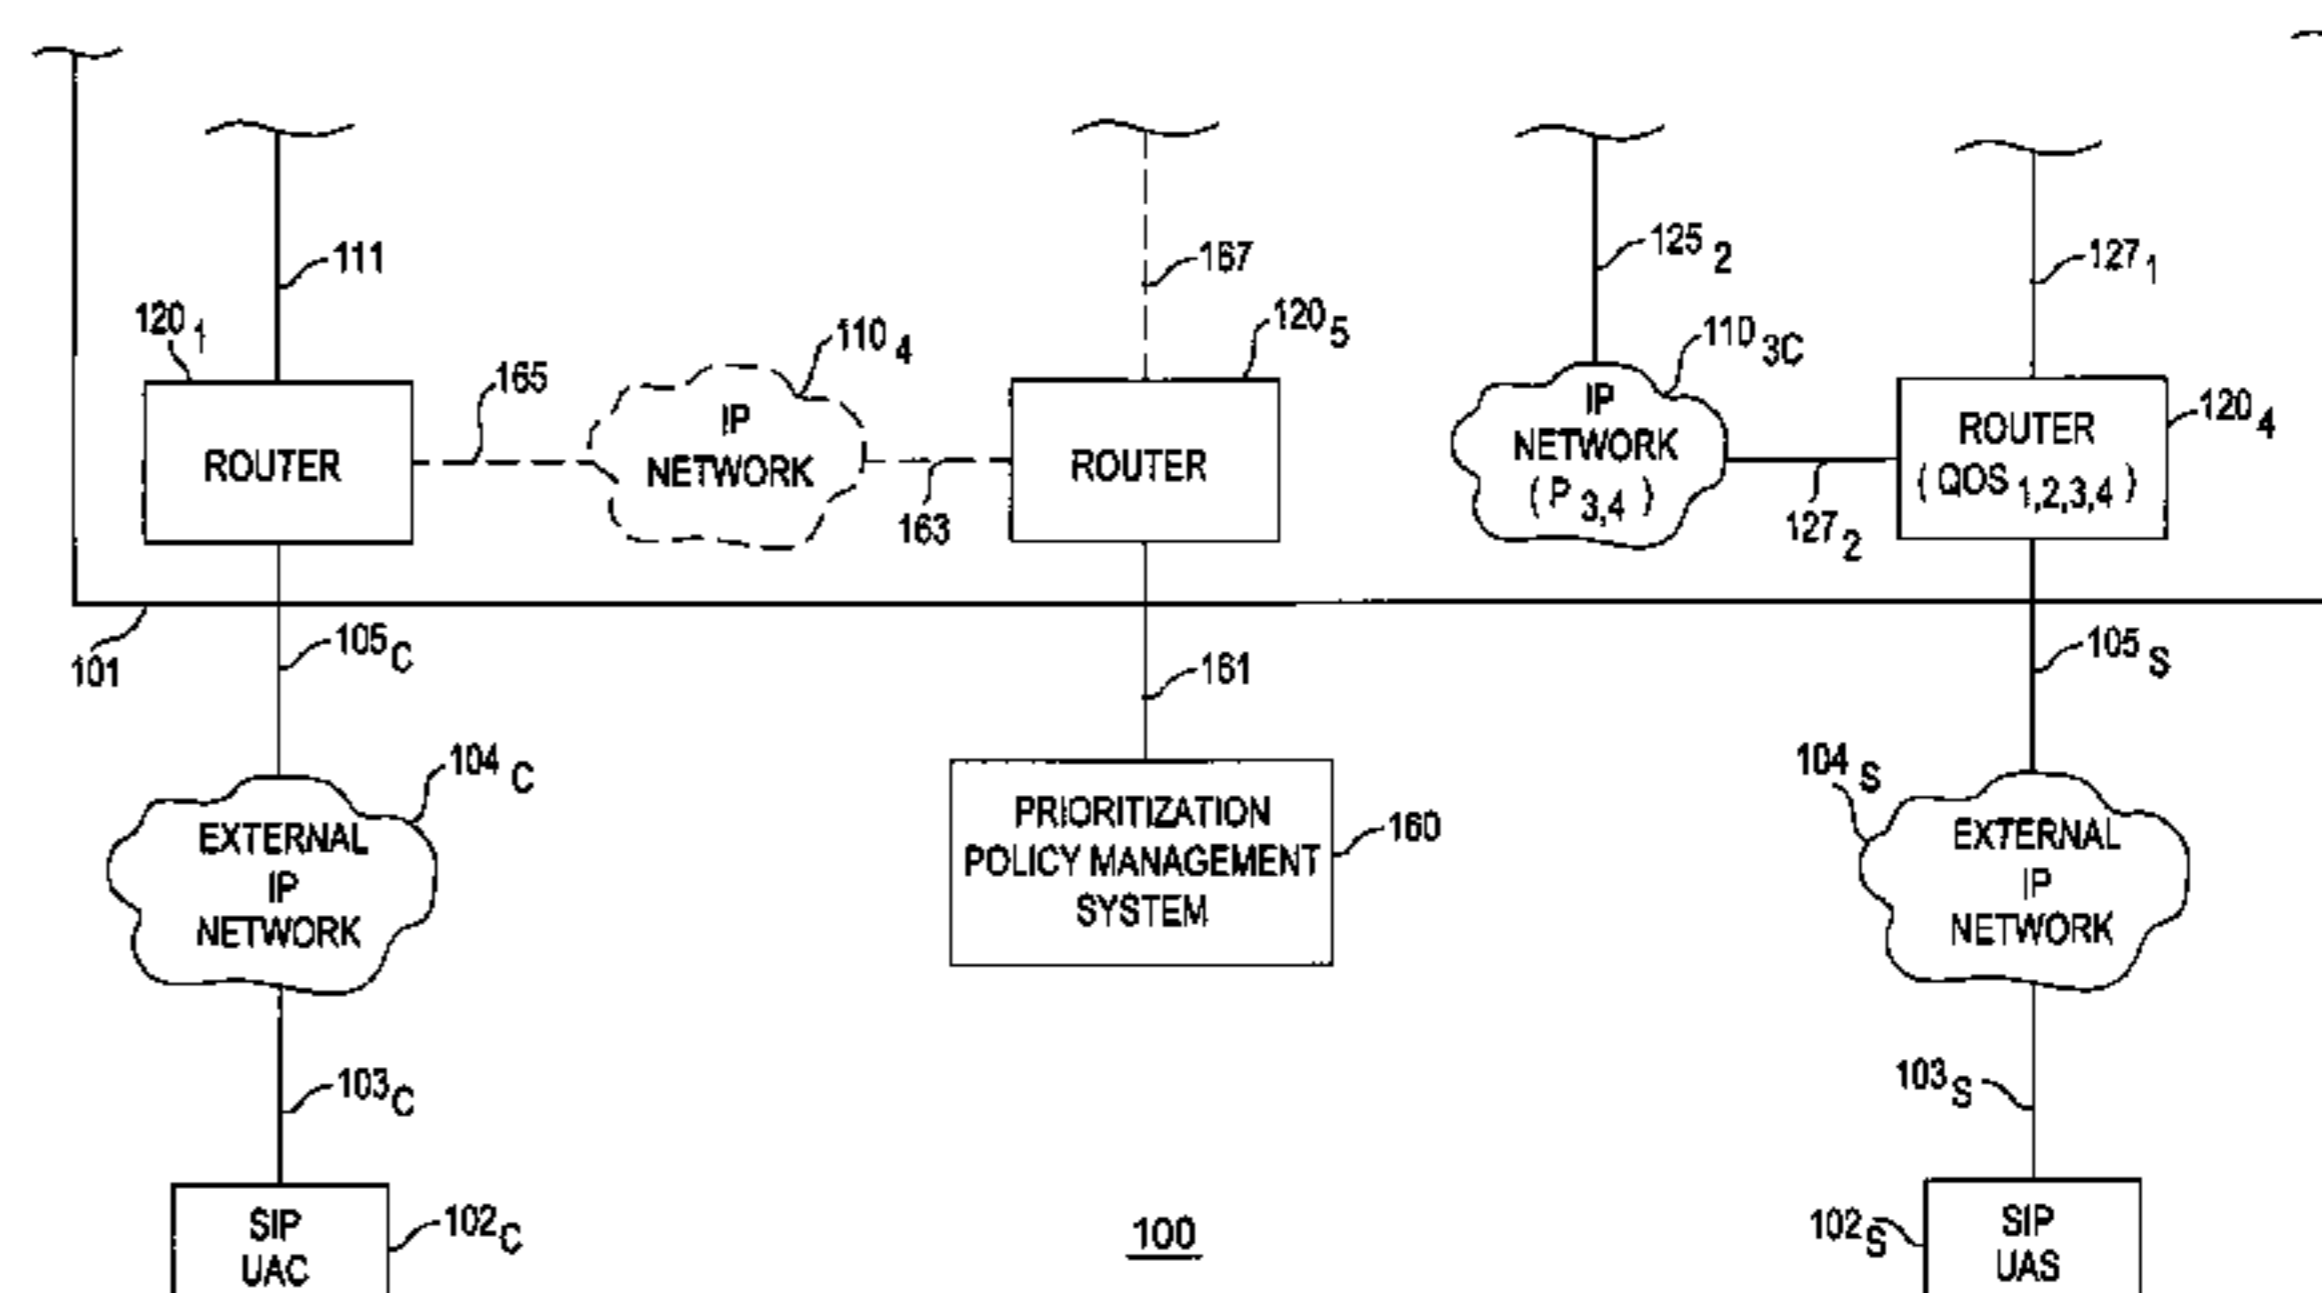 111
167
125 2
127 1
120 1
165
110 4
120 5
110 3C
120 4
ROUTER
IP
NETWORK
163
ROUTER
IP
NETWORK
( P 3,4 )
127 2
ROUTER
( QOS 1,2,3,4 )
101
105 C
161
105 S
104 C
EXTERNAL
IP
NETWORK
PRIORITIZATION
POLICY MANAGEMENT
SYSTEM
160
104 S
EXTERNAL
IP
NETWORK
103 C
103 S
SIP
UAC
102 C
100
102 S
SIP
UAS